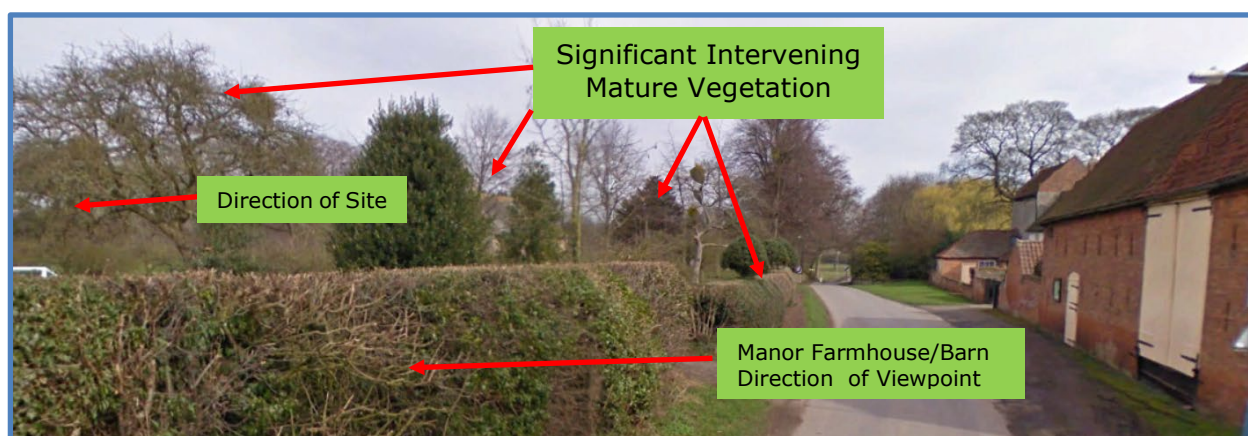 Significant Intervening
Mature Vegetation
Direction of Site
Manor Farmhouse/Barn
Direction of Viewpoint